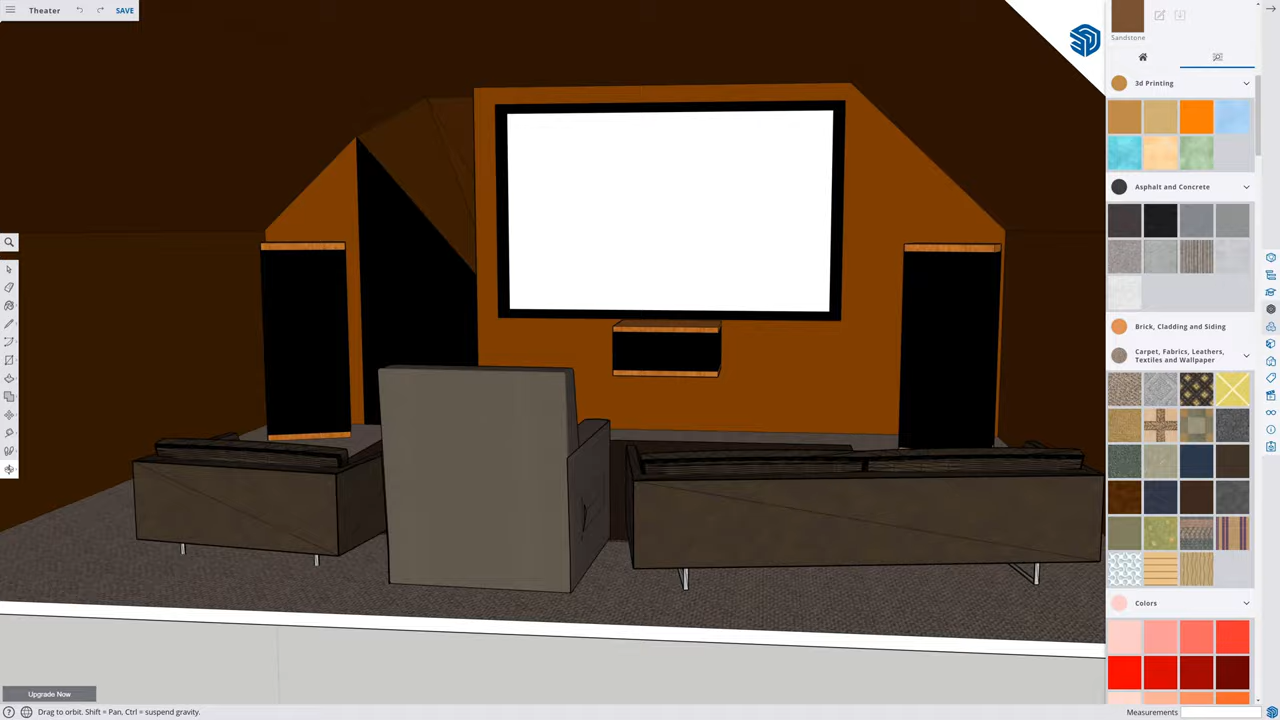 Theater
SAVE
Sandstone
3d Printing
Asphalt and Concrete
Brick, Cladding and Siding
Carpet, Fabrics, Leathers,
Textiles and Wallpaper
Colors
Upgrade Now
Drag to orbit. Shift = Pan, Ctrl = suspend gravity.
Measurements